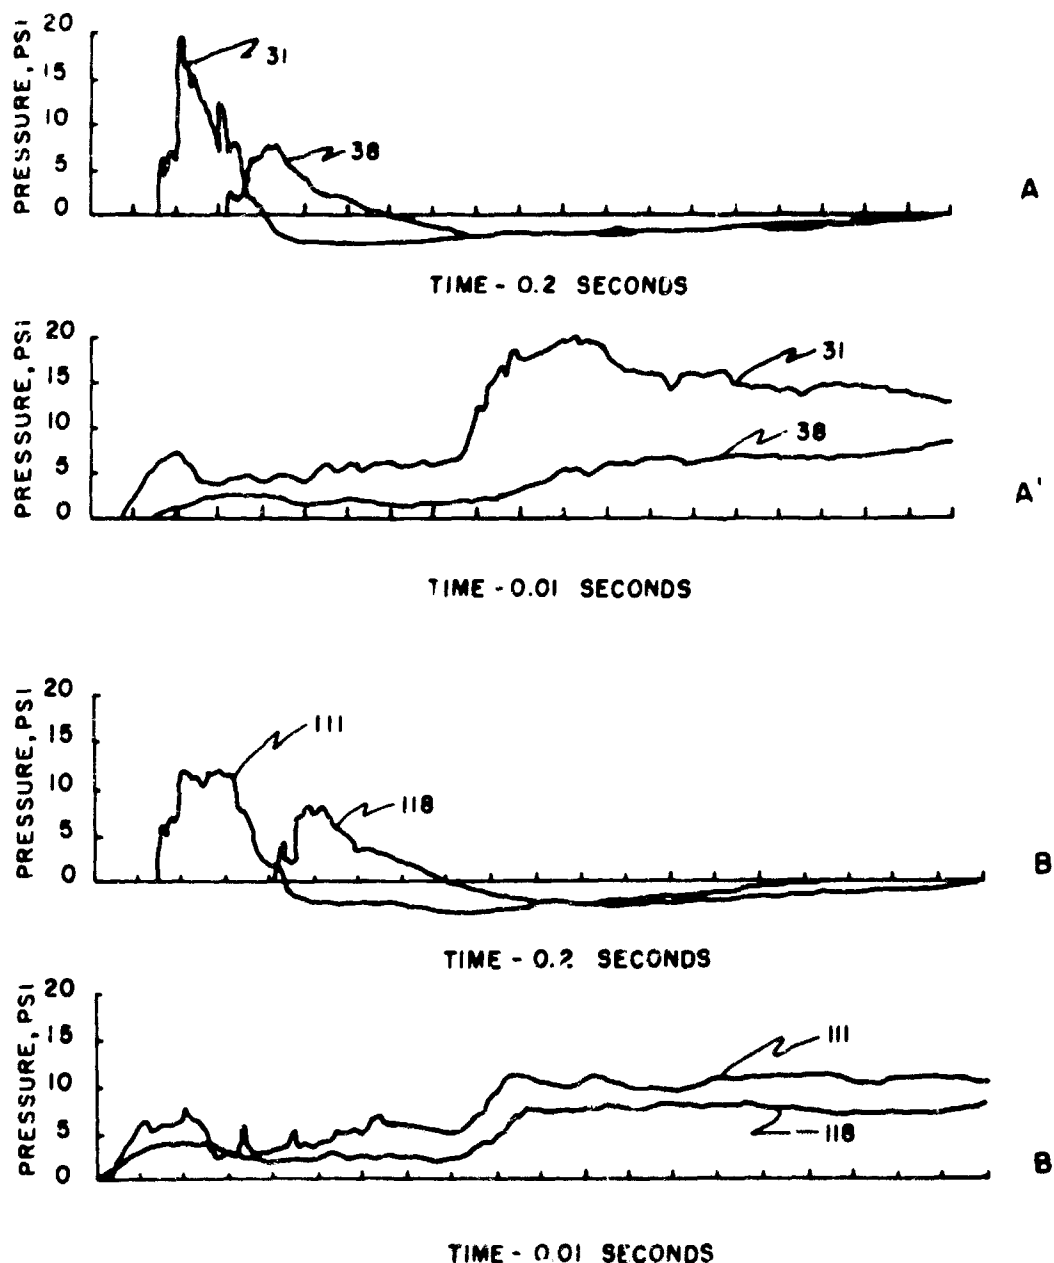 PRESSURE, PSI
20
15
10
5
0
31
38
A
TIME - 0.2 SECONDS
PRESSURE, PSI
20
15
10
5
0
31
38
A'
TIME - 0.01 SECONDS
PRESSURE, PSI
20
15
10
5
0
111
118
B
TIME - 0.2 SECONDS
PRESSURE, PSI
20
15
10
5
0
111
118
B
TIME - 0.01 SECONDS